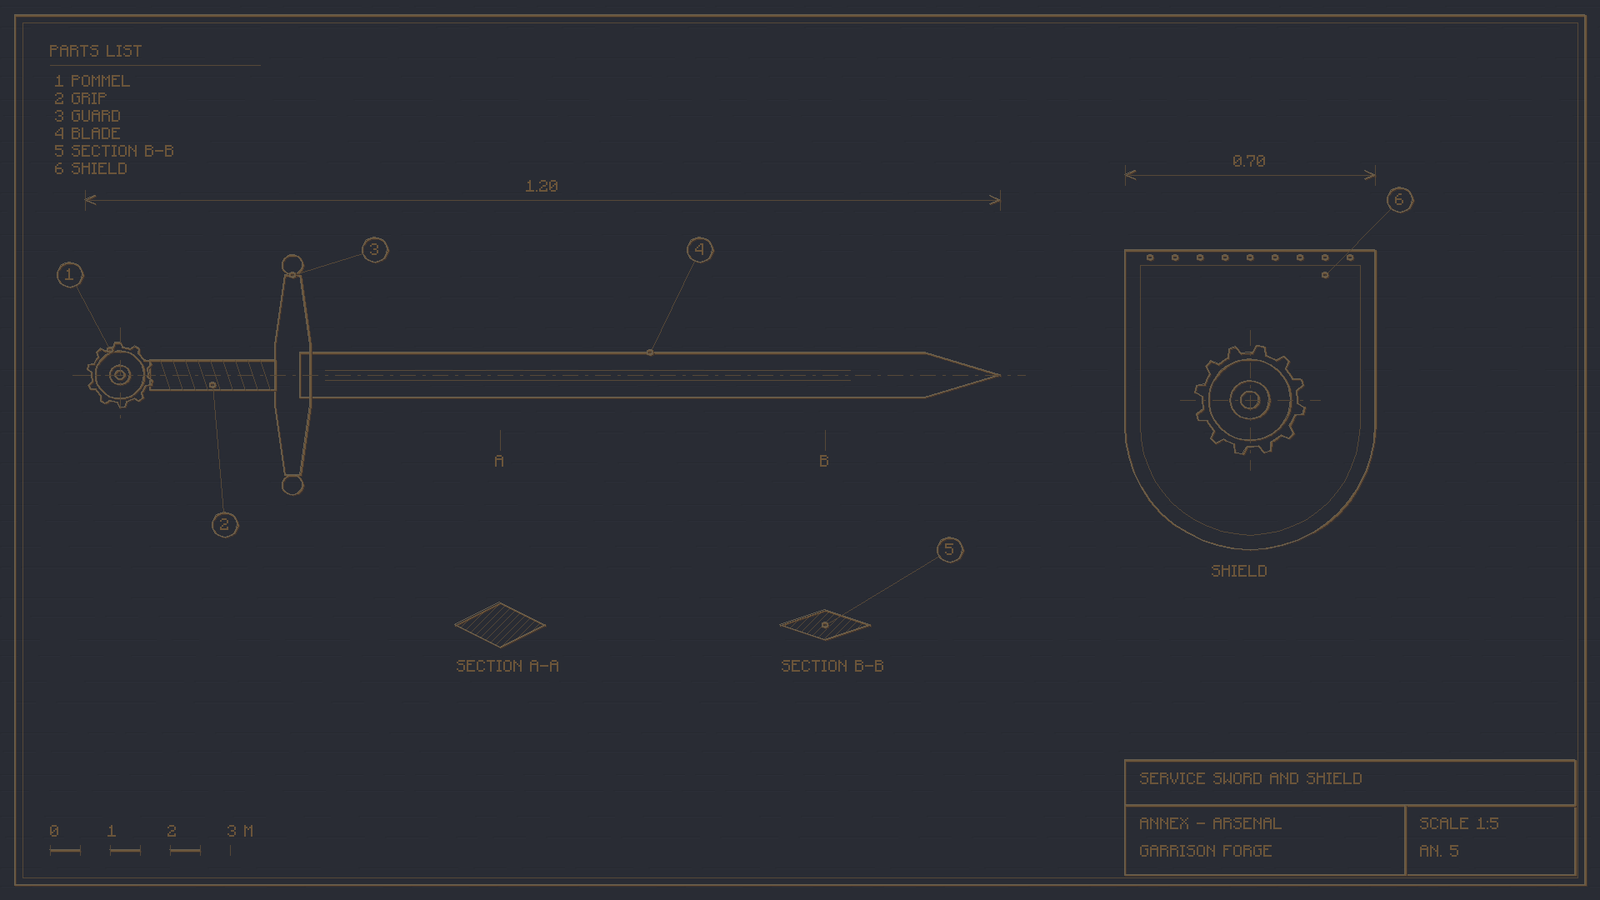 PARTS LIST
1 POMMEL
2 GRIP
3 GUARD
4 BLADE
5 SECTION B-B
6 SHIELD
1.20
0.70
6
3
4
1
A
B
2
5
SHIELD
SECTION A-A
SECTION B-B
SERVICE SWORD AND SHIELD
ANNEX - ARSENAL
GARRISON FORGE
SCALE 1:5
AN. 5
0 1 2 3 M